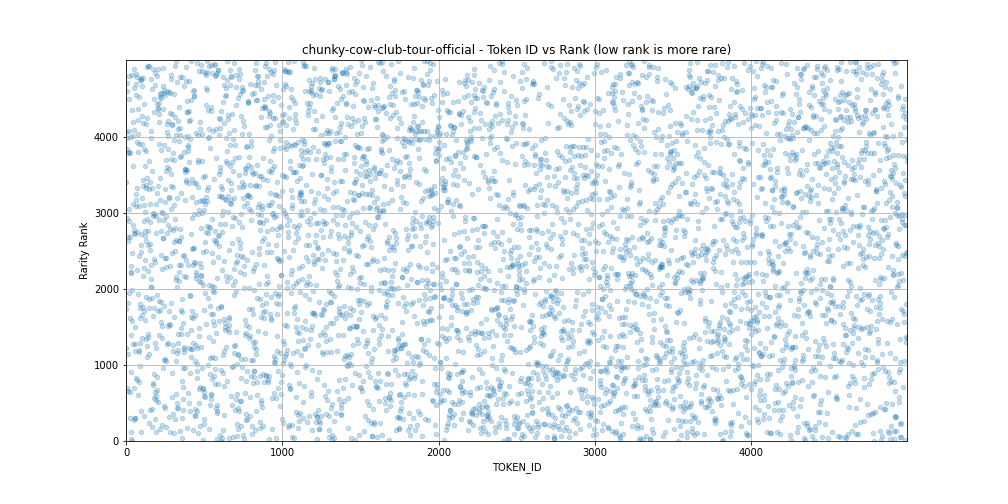 chunky-cow-club-tour-official - Token ID vs Rank (low rank is more rare)
Rarity Rank
4000
3000
2000
1000
0
0 1000 2000 3000 4000
TOKEN_ID